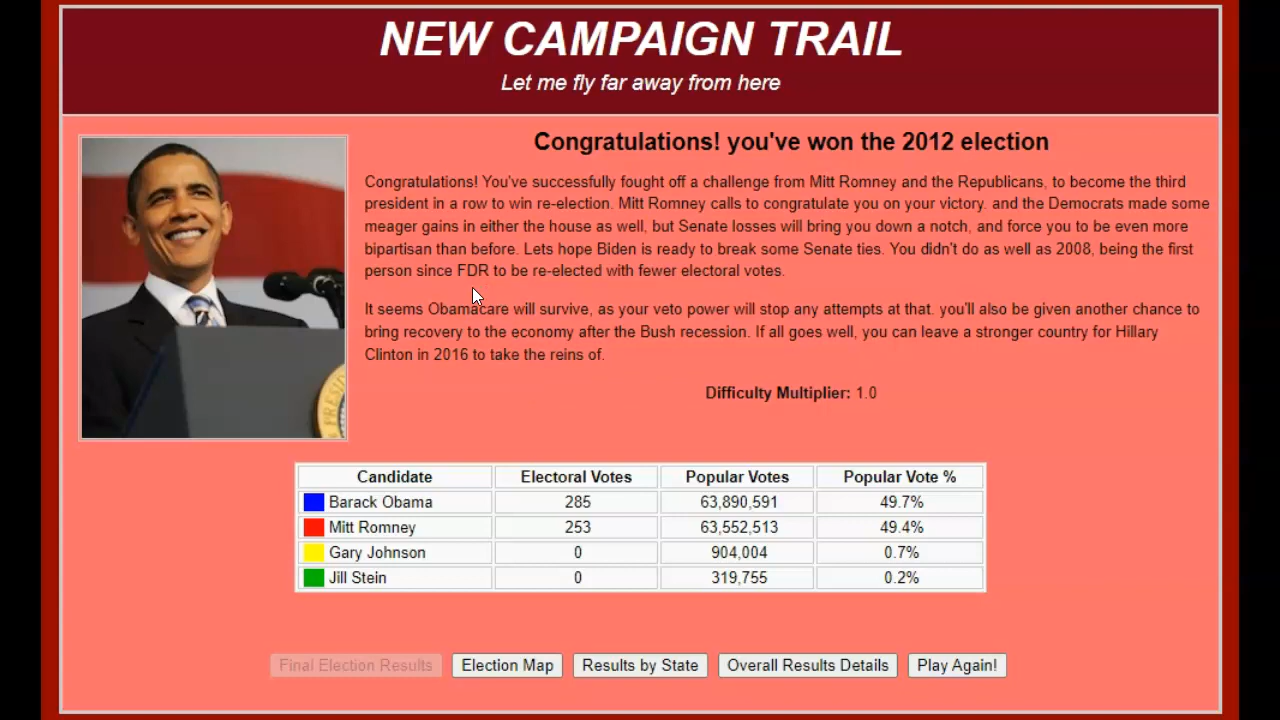 NEW CAMPAIGN TRAIL
Let me fly far away from here
Congratulations! you've won the 2012 election
Congratulations! You've successfully fought off a challenge from Mitt Romney and the Republicans, to become the third
president in a row to win re-election. Mitt Romney calls to congratulate you on your victory. and the Democrats made some
meager gains in either the house as well, but Senate losses will bring you down a notch, and force you to be even more
bipartisan than before. Lets hope Biden is ready to break some Senate ties. You didn't do as well as 2008, being the first
person since FDR to be re-elected with fewer electoral votes.
It seems Obamacare will survive, as your veto power will stop any attempts at that. you'll also be given another chance to
bring recovery to the economy after the Bush recession. If all goes well, you can leave a stronger country for Hillary
Clinton in 2016 to take the reins of.
Difficulty Multiplier: 1.0
Candidate Electoral Votes Popular Votes Popular Vote %
Barack Obama 285 63,890,591 49.7%
Mitt Romney 253 63,552,513 49.4%
Gary Johnson 0 904,004 0.7%
Jill Stein 0 319,755 0.2%
Final Election Results Election Map Results by State Overall Results Details Play Again!